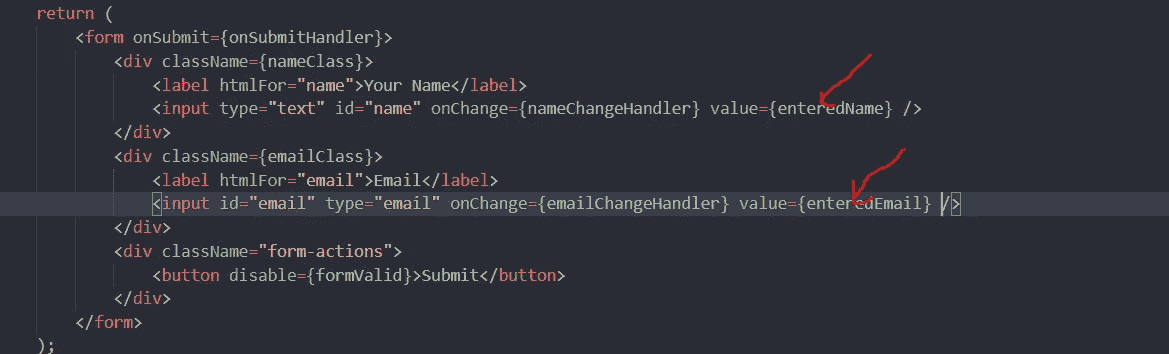 return (
<form onSubmit={onSubmitHandler}>
<div className={nameClass}>
<label htmlFor="name">Your Name</label>
<input type="text" id="name" onChange={nameChangeHandler} value={enteredName} />
</div>
<div className={emailClass}>
<label htmlFor="email">Email</label>
<input id="email" type="email" onChange={emailChangeHandler} value={enteredEmail} />
</div>
<div className="form-actions">
<button disable={formValid}>Submit</button>
</div>
</form>
);